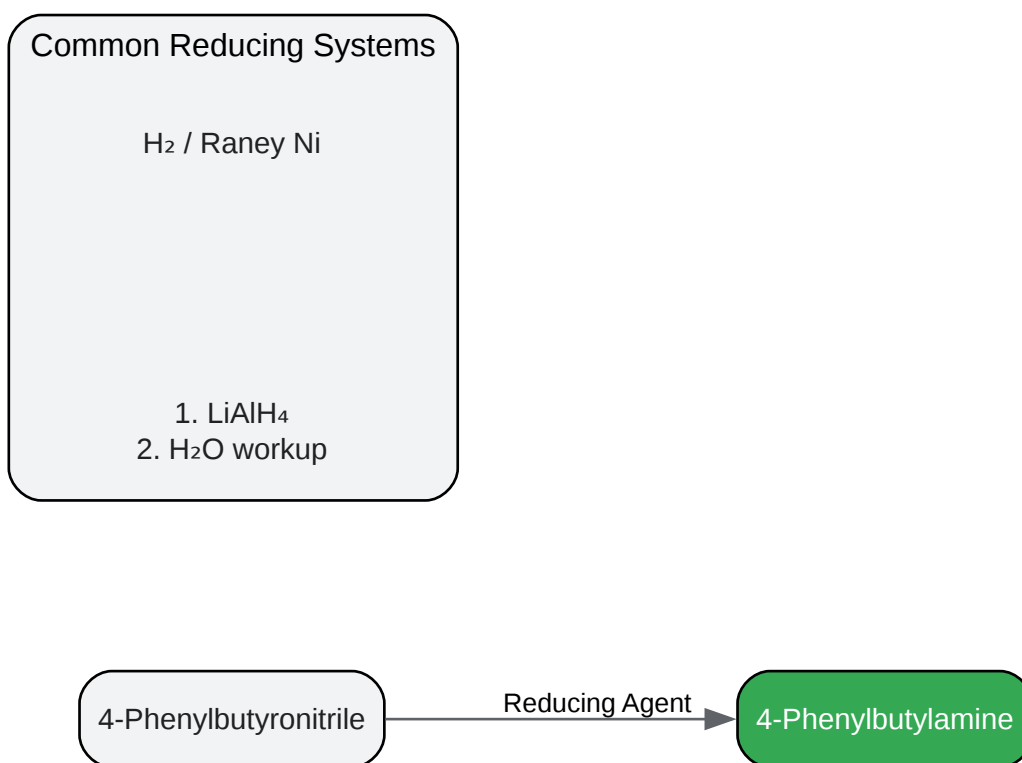 Common Reducing Systems
H₂ / Raney Ni
1. LiAlH₄
2. H₂O workup
4-Phenylbutyronitrile
Reducing Agent
4-Phenylbutylamine